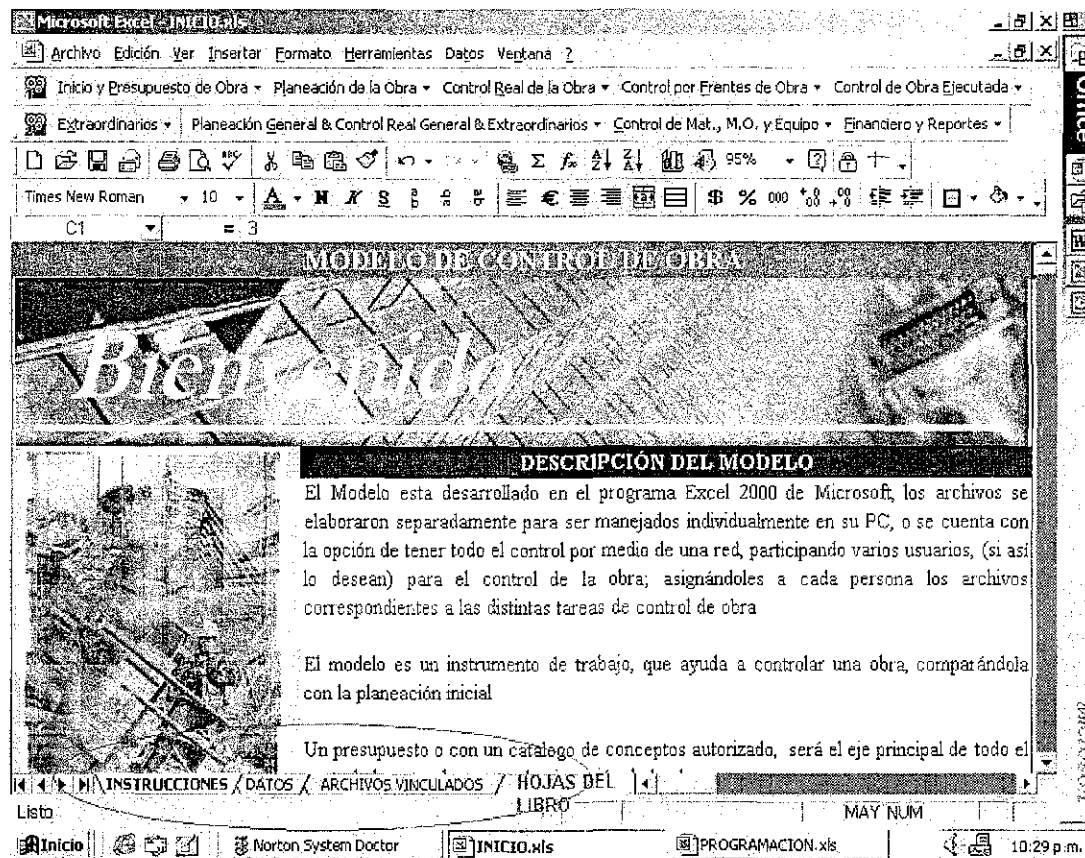 Microsoft Excel - INICIO.xls
Archivo Edición Ver Insertar Formato Herramientas Datos Ventana ?
Inicio y Presupuesto de Obra Planeación de la Obra Control Real de la Obra Control por Frentes de Obra Control de Obra Ejecutada
Extraordinarios Planeación General & Control Real General & Extraordinarios Control de Mat., M.O. y Equipo Financiero y Reportes
95%
Times New Roman 10 A N K S € $ % 000
C1 = 3
MODELO DE CONTROL DE OBRA
Bienvenido
DESCRIPCIÓN DEL MODELO
El Modelo esta desarrollado en el programa Excel 2000 de Microsoft, los archivos se
elaboraron separadamente para ser manejados individualmente en su PC, o se cuenta con
la opción de tener todo el control por medio de una red, participando varios usuarios, (si así
lo desean) para el control de la obra; asignándoles a cada persona los archivos
correspondientes a las distintas tareas de control de obra
El modelo es un instrumento de trabajo, que ayuda a controlar una obra, comparándola
con la planeación inicial
Un presupuesto o con un catalogo de conceptos autorizado, será el eje principal de todo el
INSTRUCCIONES DATOS ARCHIVOS VINCULADOS HOJAS DEL
LIBRO
Listo MAY NUM
Inicio Norton System Doctor INICIO.xls PROGRAMACION.xls 10:29 p.m.